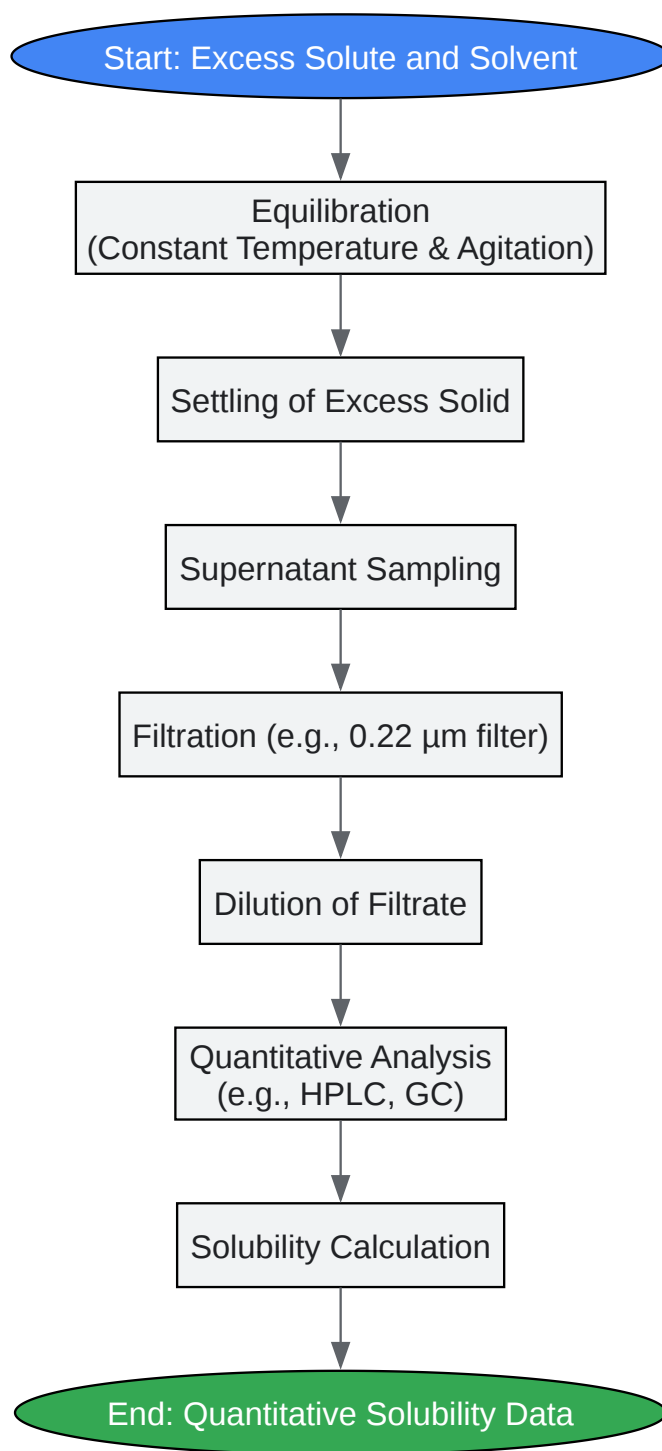 Start: Excess Solute and Solvent
Equilibration
(Constant Temperature & Agitation)
Settling of Excess Solid
Supernatant Sampling
Filtration (e.g., 0.22 µm filter)
Dilution of Filtrate
Quantitative Analysis
(e.g., HPLC, GC)
Solubility Calculation
End: Quantitative Solubility Data